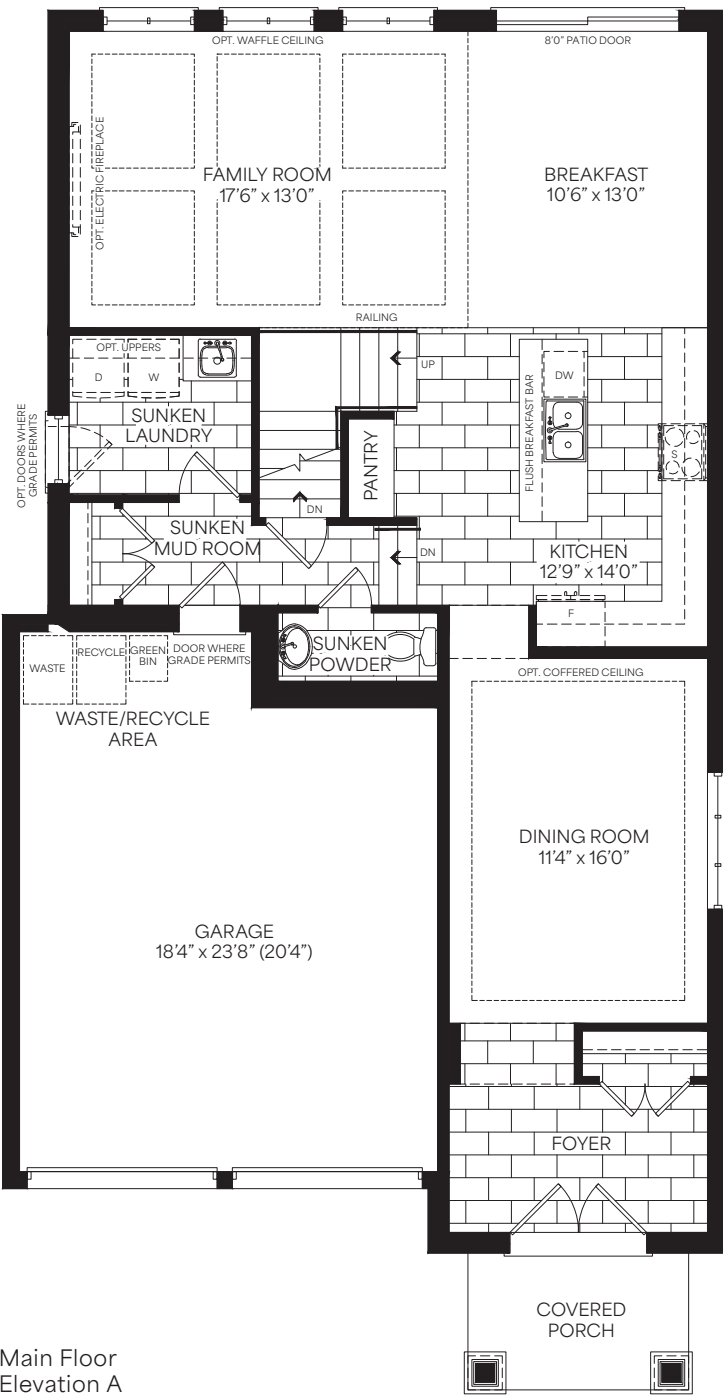 OPT. WAFFLE CEILING
8'0" PATIO DOOR
OPT. ELECTRIC FIREPLACE
FAMILY ROOM
17'6" x 13'0"
BREAKFAST
10'6" x 13'0"
RAILING
OPT. UPPERS
D
W
SUNKEN
LAUNDRY
OPT. DOORS WHERE
GRADE PERMITS
UP
PANTRY
DN
FLUSH BREAKFAST BAR
DW
S
SUNKEN
MUD ROOM
DN
KITCHEN
12'9" x 14'0"
F
WASTE
RECYCLE
GREEN
BIN
DOOR WHERE
GRADE PERMITS
SUNKEN
POWDER
WASTE/RECYCLE
AREA
OPT. COFFERED CEILING
DINING ROOM
11'4" x 16'0"
GARAGE
18'4" x 23'8" (20'4")
FOYER
COVERED
PORCH
Main Floor
Elevation A